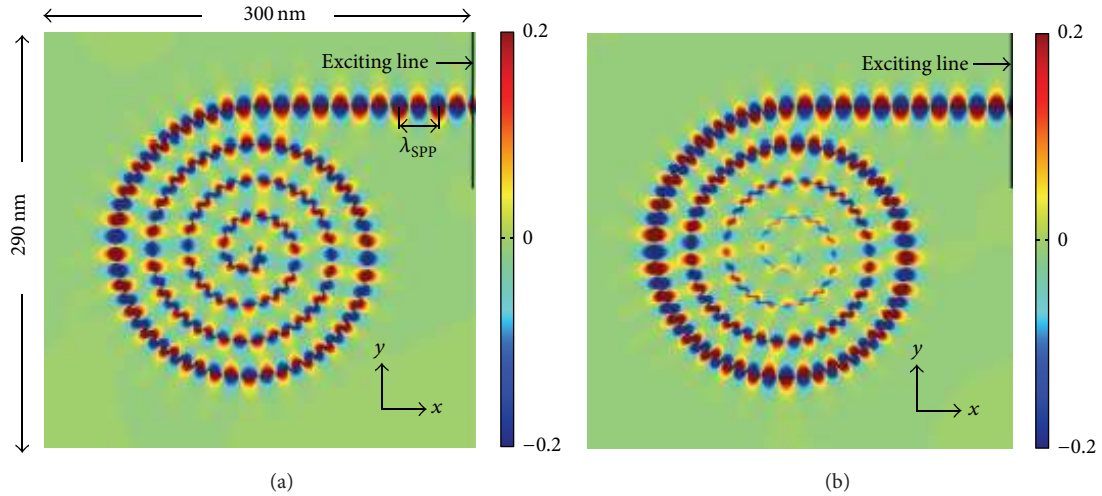 300 nm
290 nm
Exciting line
λSPP
y
x
0.2
0
−0.2
(a)
Exciting line
y
x
0.2
0
−0.2
(b)